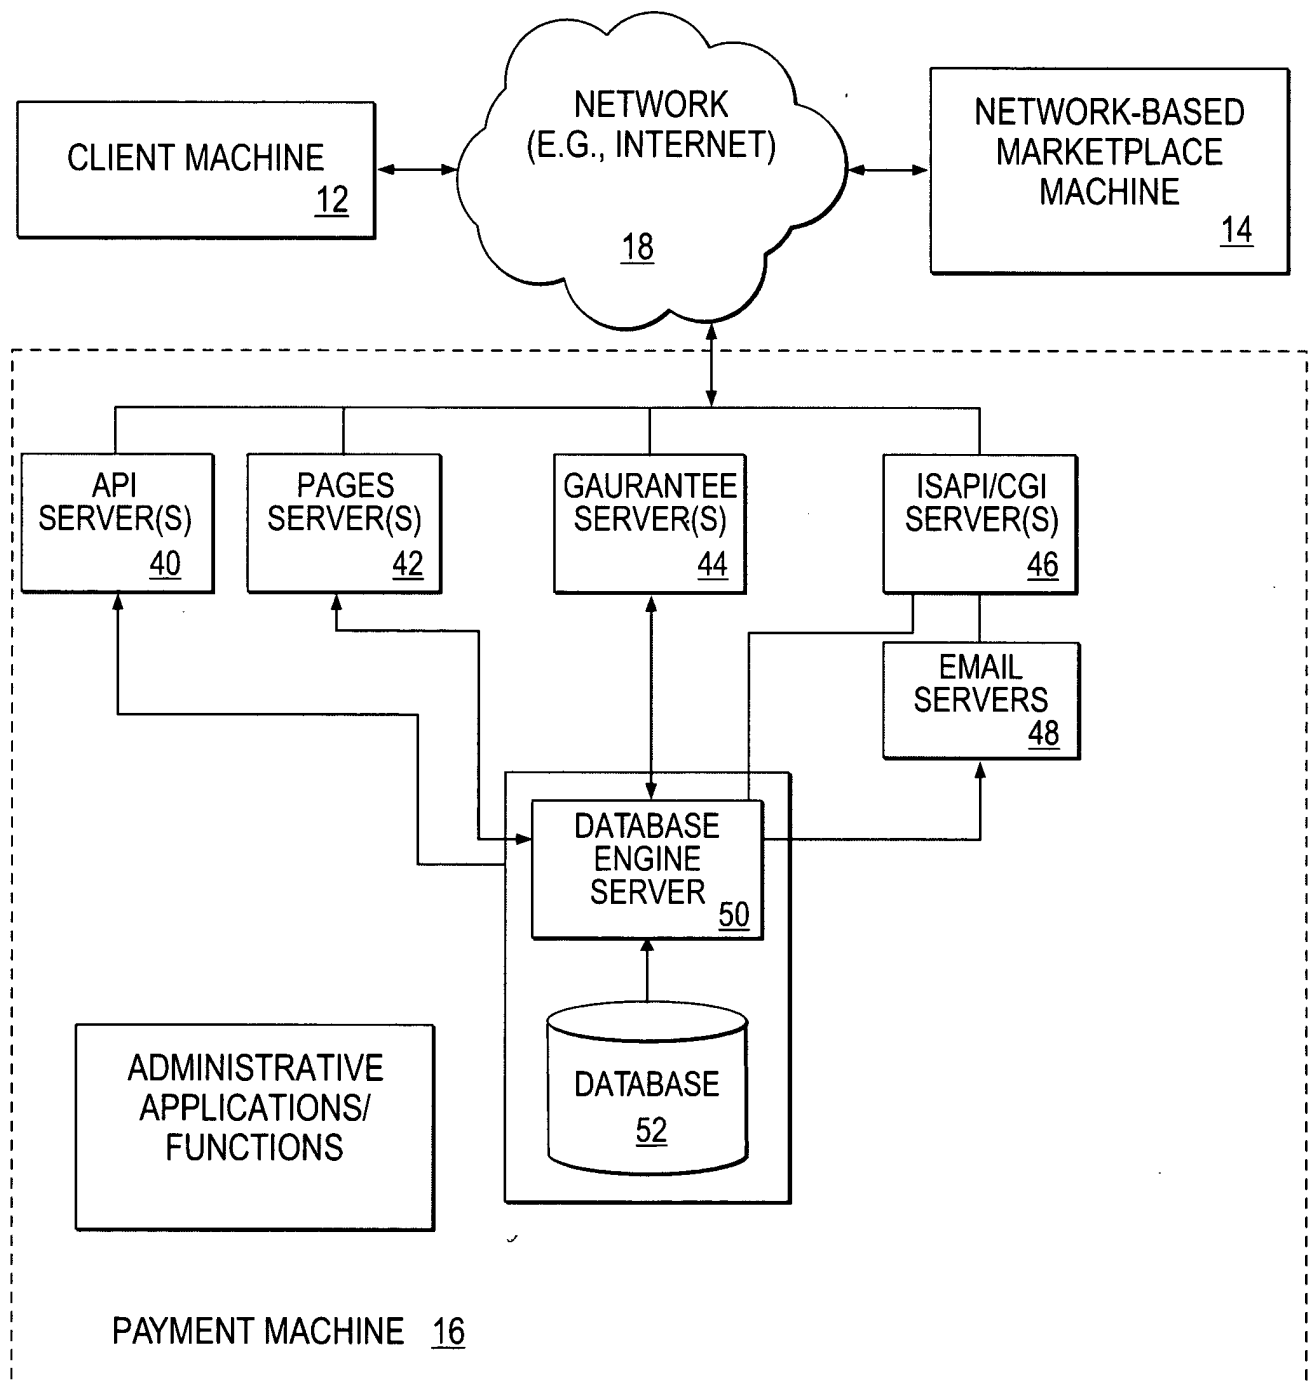 CLIENT MACHINE
12
NETWORK
(E.G., INTERNET)
18
NETWORK-BASED
MARKETPLACE
MACHINE
14
API
SERVER(S)
40
PAGES
SERVER(S)
42
GAURANTEE
SERVER(S)
44
ISAPI/CGI
SERVER(S)
46
EMAIL
SERVERS
48
DATABASE
ENGINE
SERVER
50
DATABASE
52
ADMINISTRATIVE
APPLICATIONS/
FUNCTIONS
PAYMENT MACHINE 16